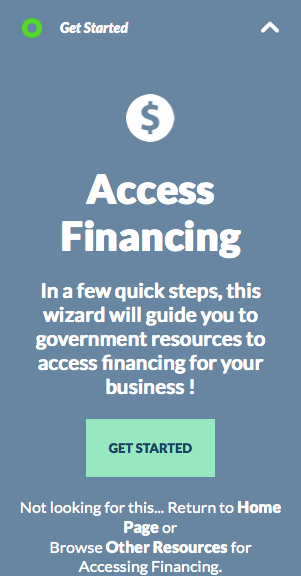 Get Started
$
Access
Financing
In a few quick steps, this
wizard will guide you to
government resources to
access financing for your
business !
GET STARTED
Not looking for this... Return to Home
Page or
Browse Other Resources for
Accessing Financing.